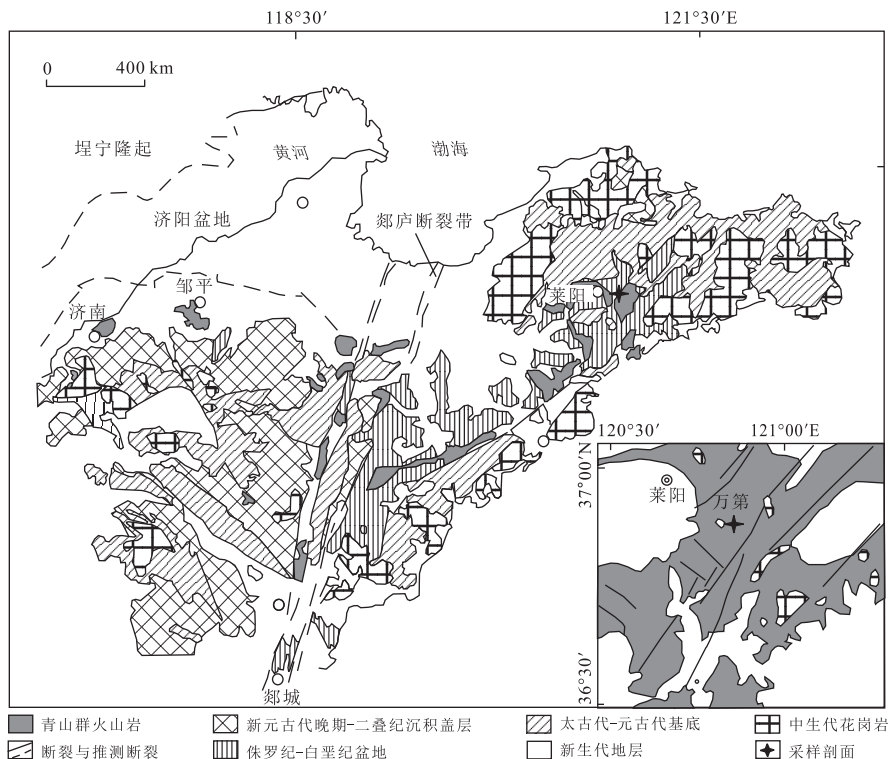 118°30′
121°30′E
0 400 km
埕宁隆起
黄河
渤海
济阳盆地
郯庐断裂带
邹平
莱阳
济南
120°30′
121°00′E
37°00′N
莱阳
万第
36°30′
郯城
青山群火山岩
新元古代晚期-二叠纪沉积盖层
太古代-元古代基底
中生代花岗岩
断裂与推测断裂
侏罗纪-白垩纪盆地
新生代地层
采样剖面